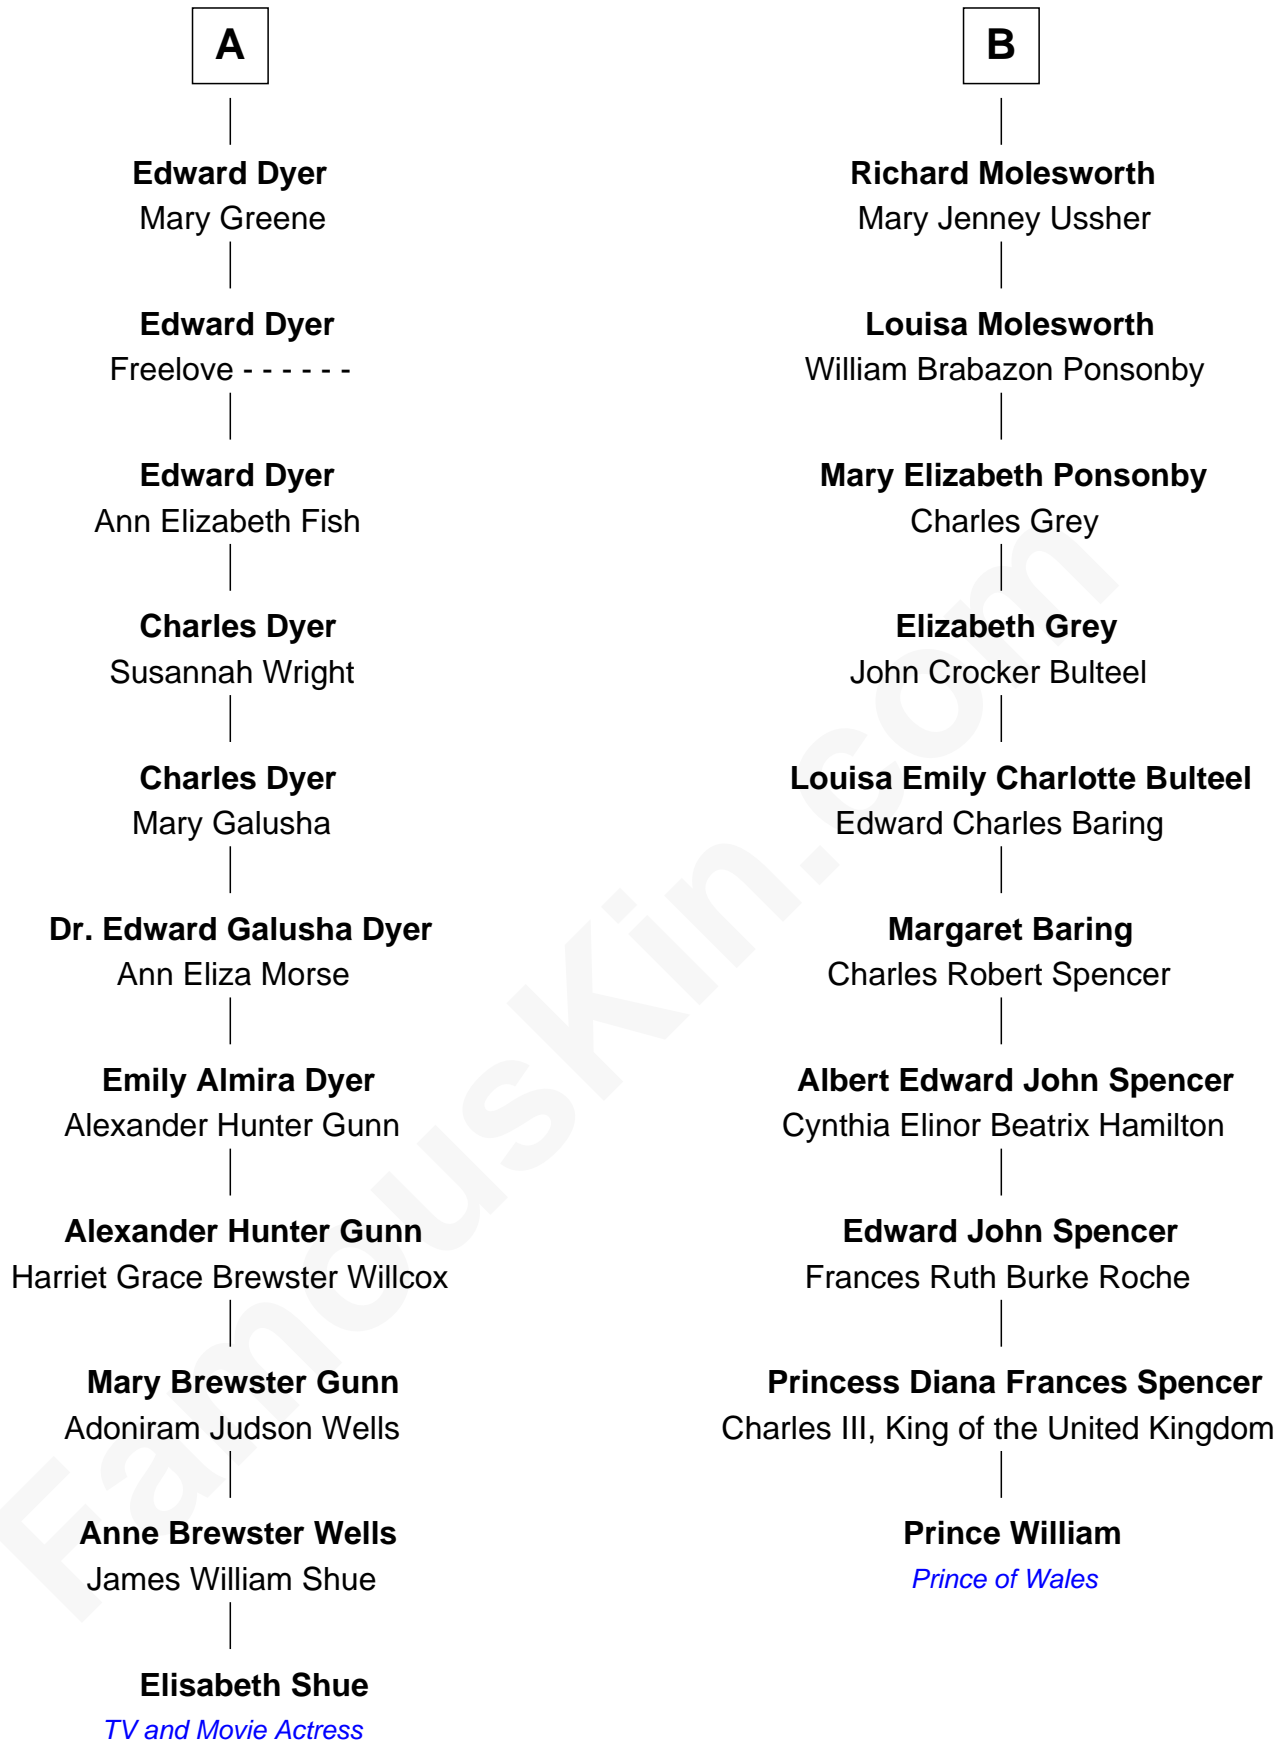 A
Edward Dyer
Mary Greene
Edward Dyer
Freelove - - - - - -
Edward Dyer
Ann Elizabeth Fish
Charles Dyer
Susannah Wright
Charles Dyer
Mary Galusha
Dr. Edward Galusha Dyer
Ann Eliza Morse
Emily Almira Dyer
Alexander Hunter Gunn
Alexander Hunter Gunn
Harriet Grace Brewster Willcox
Mary Brewster Gunn
Adoniram Judson Wells
Anne Brewster Wells
James William Shue
Elisabeth Shue
TV and Movie Actress
B
Richard Molesworth
Mary Jenney Ussher
Louisa Molesworth
William Brabazon Ponsonby
Mary Elizabeth Ponsonby
Charles Grey
Elizabeth Grey
John Crocker Bulteel
Louisa Emily Charlotte Bulteel
Edward Charles Baring
Margaret Baring
Charles Robert Spencer
Albert Edward John Spencer
Cynthia Elinor Beatrix Hamilton
Edward John Spencer
Frances Ruth Burke Roche
Princess Diana Frances Spencer
Charles III, King of the United Kingdom
Prince William
Prince of Wales
FamousKin.com